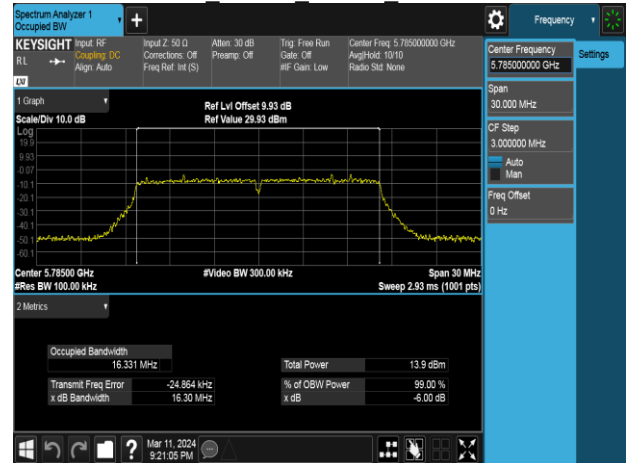 Spectrum Analyzer 1
Occupied BW
Frequency
KEYSIGHT
Input: RF
Coupling: DC
Align: Auto
Input Z: 50 Ω
Corrections: Off
Freq Ref: Int (S)
Atten: 30 dB
Preamp: Off
Trig: Free Run
Gate: Off
#IF Gain: Low
Center Freq: 5.785000000 GHz
Avg|Hold: 10/10
Radio Std: None
RL
LXI
Center Frequency
5.785000000 GHz
Settings
Span
30.000 MHz
CF Step
3.000000 MHz
Auto
Man
Freq Offset
0 Hz
1 Graph
Scale/Div 10.0 dB
Ref Lvl Offset 9.93 dB
Ref Value 29.93 dBm
Log
19.9
9.93
-0.07
-10.1
-20.1
-30.1
-40.1
-50.1
-60.1
Center 5.78500 GHz
#Res BW 100.00 kHz
#Video BW 300.00 kHz
Span 30 MHz
Sweep 2.93 ms (1001 pts)
2 Metrics
Occupied Bandwidth
16.331 MHz
Total Power 13.9 dBm
Transmit Freq Error -24.864 kHz
% of OBW Power 99.00 %
x dB Bandwidth 16.30 MHz
x dB -6.00 dB
Mar 11, 2024
9:21:05 PM